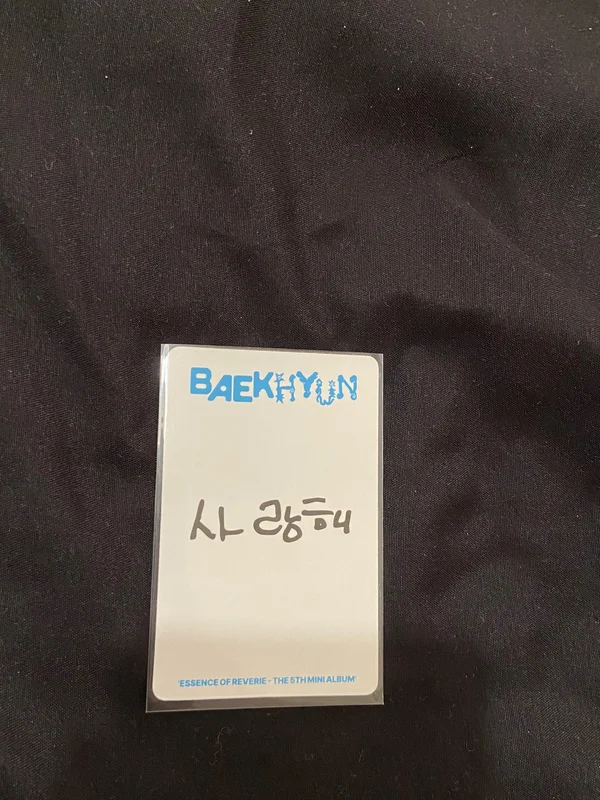 BAEKHYUN
사랑해
'ESSENCE OF REVERIE - THE 5TH MINI ALBUM'